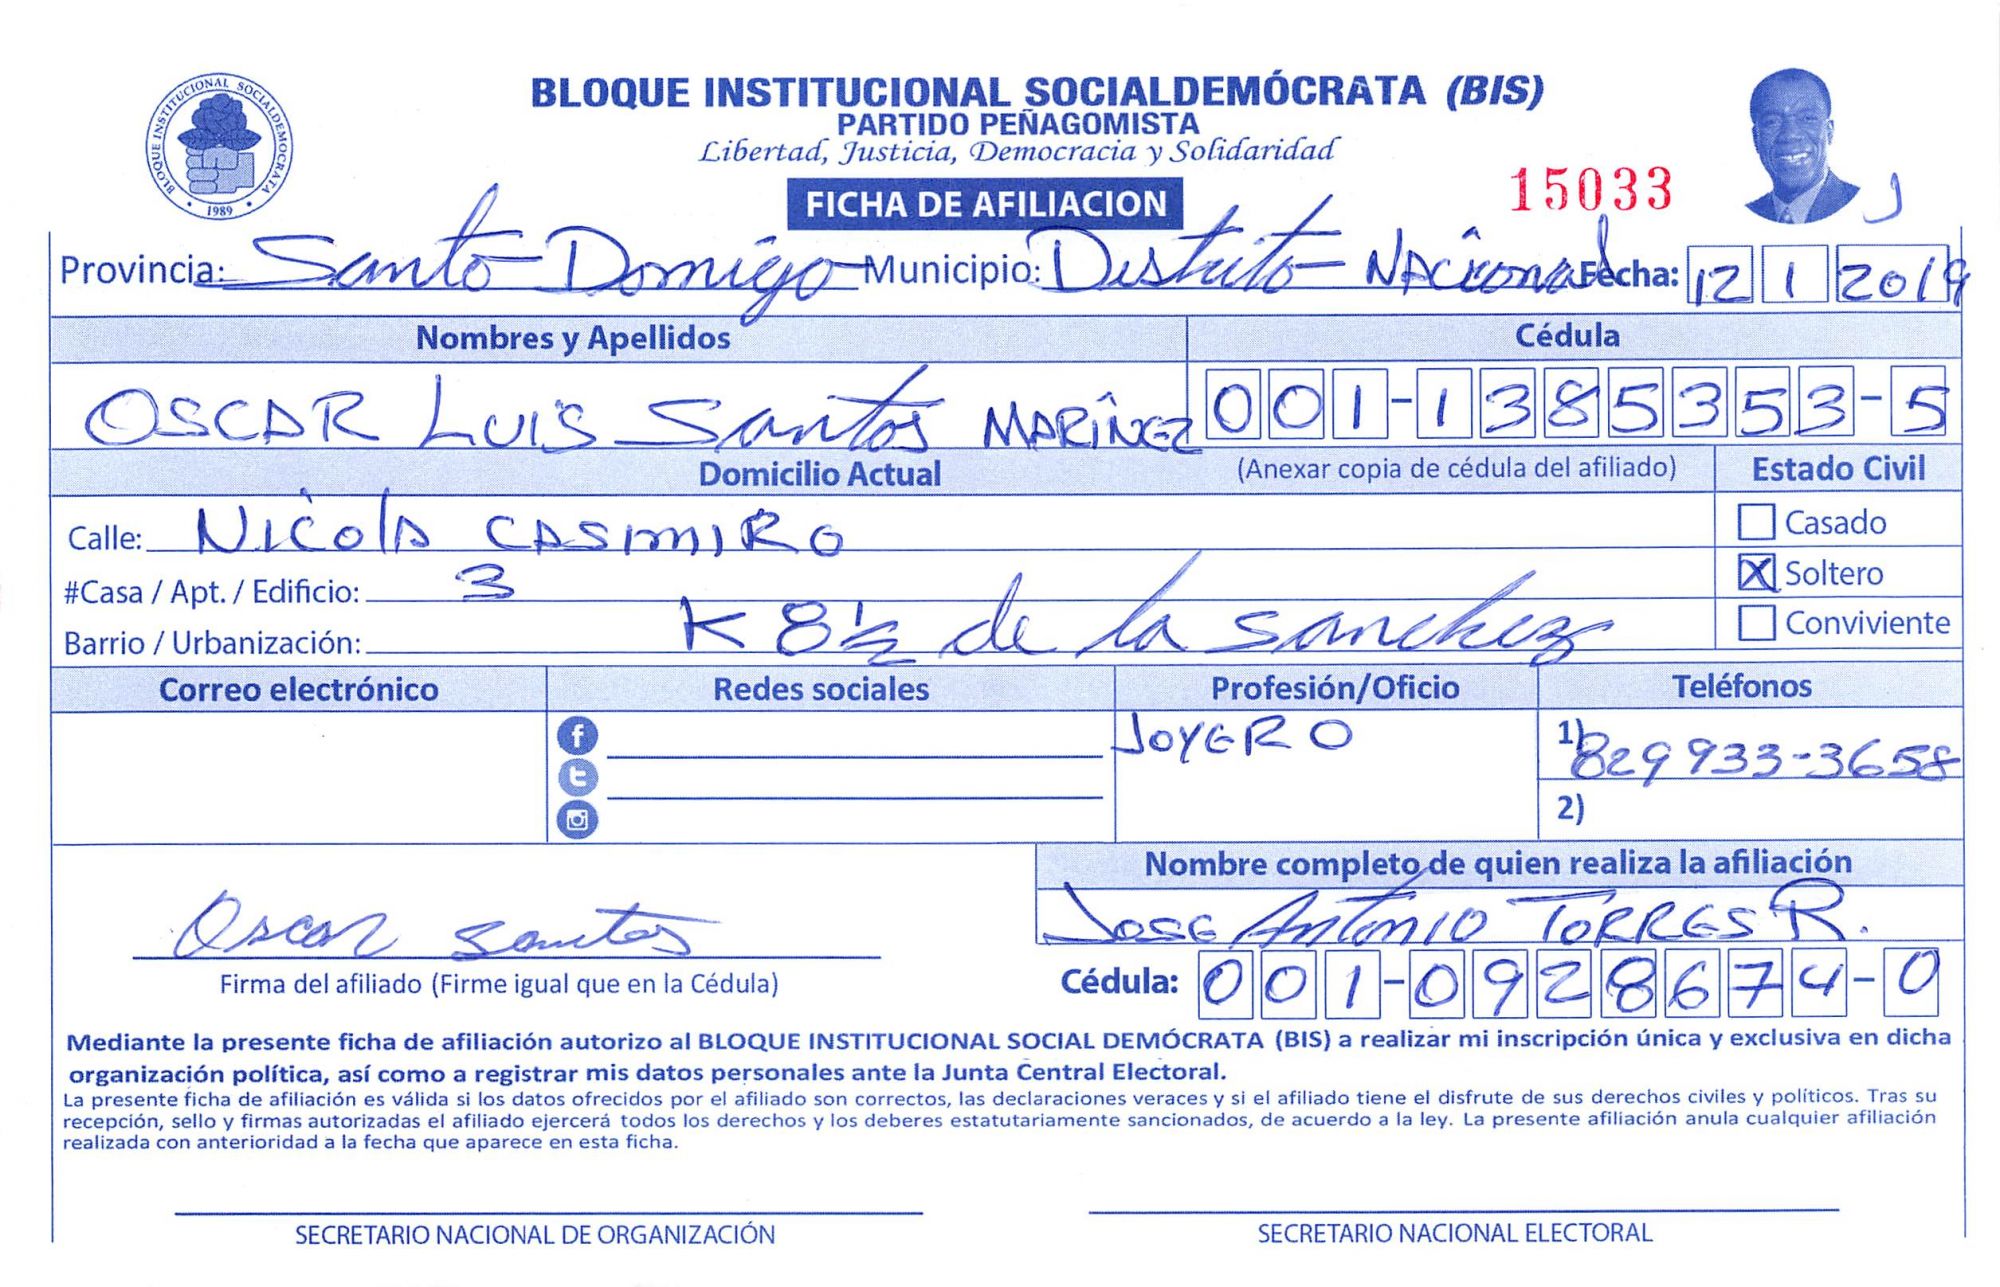 BLOQUE INSTITUCIONAL SOCIALDEMOCRATA
1989
BLOQUE INSTITUCIONAL SOCIALDEMÓCRATA (BIS)
PARTIDO PEÑAGOMISTA
Libertad, Justicia, Democracia y Solidaridad
FICHA DE AFILIACION
15033
Provincia: Santo Domigo Municipio: Distrito Nacional Fecha: 12 1 2019
Nombres y Apellidos Cédula
OSCAR LUIS Santos MARÍNEZ 001-1385353-5
Domicilio Actual (Anexar copia de cédula del afiliado) Estado Civil
Calle: NICOLA CASIMIRO Casado
#Casa / Apt. / Edificio: 3 X Soltero
Barrio / Urbanización: K 8½ de la Sanchez Conviviente
Correo electrónico Redes sociales Profesión/Oficio Teléfonos
JOYERO 1) 829 933-3658
2)
Nombre completo de quien realiza la afiliación
Oscar Santos JOSE Antonio TORRES R.
Firma del afiliado (Firme igual que en la Cédula) Cédula: 001-0928674-0
Mediante la presente ficha de afiliación autorizo al BLOQUE INSTITUCIONAL SOCIAL DEMÓCRATA (BIS) a realizar mi inscripción única y exclusiva en dicha
organización política, así como a registrar mis datos personales ante la Junta Central Electoral.
La presente ficha de afiliación es válida si los datos ofrecidos por el afiliado son correctos, las declaraciones veraces y si el afiliado tiene el disfrute de sus derechos civiles y políticos. Tras su
recepción, sello y firmas autorizadas el afiliado ejercerá todos los derechos y los deberes estatutariamente sancionados, de acuerdo a la ley. La presente afiliación anula cualquier afiliación
realizada con anterioridad a la fecha que aparece en esta ficha.
SECRETARIO NACIONAL DE ORGANIZACIÓN SECRETARIO NACIONAL ELECTORAL